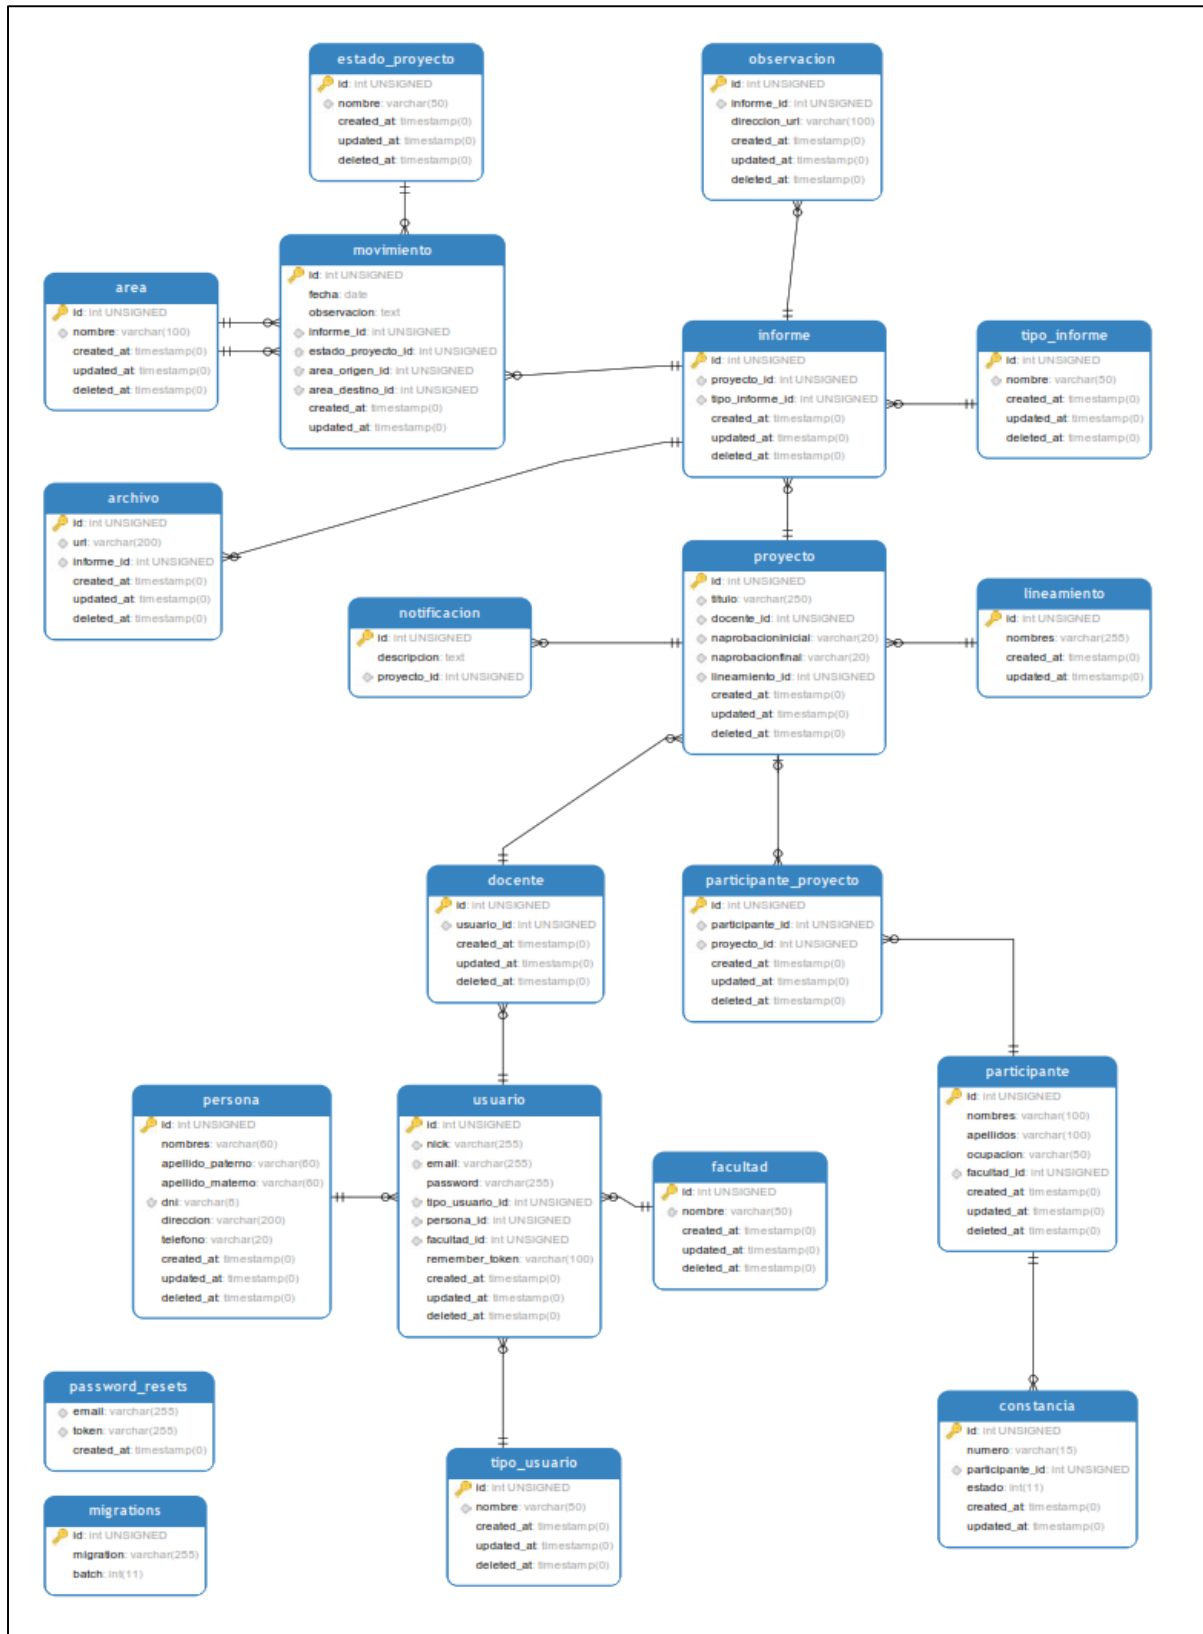 estado_proyecto
id: int UNSIGNED
nombre: varchar(50)
created_at: timestamp(0)
updated_at: timestamp(0)
deleted_at: timestamp(0)
observacion
id: int UNSIGNED
informe_id: int UNSIGNED
direccion_url: varchar(100)
created_at: timestamp(0)
updated_at: timestamp(0)
deleted_at: timestamp(0)
movimiento
id: int UNSIGNED
fecha: date
observacion: text
informe_id: int UNSIGNED
estado_proyecto_id: int UNSIGNED
area_origen_id: int UNSIGNED
area_destino_id: int UNSIGNED
created_at: timestamp(0)
updated_at: timestamp(0)
area
id: int UNSIGNED
nombre: varchar(100)
created_at: timestamp(0)
updated_at: timestamp(0)
deleted_at: timestamp(0)
informe
id: int UNSIGNED
proyecto_id: int UNSIGNED
tipo_informe_id: int UNSIGNED
created_at: timestamp(0)
updated_at: timestamp(0)
deleted_at: timestamp(0)
tipo_informe
id: int UNSIGNED
nombre: varchar(50)
created_at: timestamp(0)
updated_at: timestamp(0)
deleted_at: timestamp(0)
archivo
id: int UNSIGNED
url: varchar(200)
informe_id: int UNSIGNED
created_at: timestamp(0)
updated_at: timestamp(0)
deleted_at: timestamp(0)
proyecto
id: int UNSIGNED
titulo: varchar(250)
docente_id: int UNSIGNED
naprobacioninicial: varchar(20)
naprobacionfinal: varchar(20)
lineamiento_id: int UNSIGNED
created_at: timestamp(0)
updated_at: timestamp(0)
deleted_at: timestamp(0)
notificacion
id: int UNSIGNED
descripcion: text
proyecto_id: int UNSIGNED
lineamiento
id: int UNSIGNED
nombres: varchar(255)
created_at: timestamp(0)
updated_at: timestamp(0)
docente
id: int UNSIGNED
usuario_id: int UNSIGNED
created_at: timestamp(0)
updated_at: timestamp(0)
deleted_at: timestamp(0)
participante_proyecto
id: int UNSIGNED
participante_id: int UNSIGNED
proyecto_id: int UNSIGNED
created_at: timestamp(0)
updated_at: timestamp(0)
deleted_at: timestamp(0)
participante
id: int UNSIGNED
nombres: varchar(100)
apellidos: varchar(100)
ocupacion: varchar(50)
facultad_id: int UNSIGNED
created_at: timestamp(0)
updated_at: timestamp(0)
deleted_at: timestamp(0)
persona
id: int UNSIGNED
nombres: varchar(60)
apellido_paterno: varchar(60)
apellido_materno: varchar(60)
dni: varchar(8)
direccion: varchar(200)
telefono: varchar(20)
created_at: timestamp(0)
updated_at: timestamp(0)
deleted_at: timestamp(0)
usuario
id: int UNSIGNED
nick: varchar(255)
email: varchar(255)
password: varchar(255)
tipo_usuario_id: int UNSIGNED
persona_id: int UNSIGNED
facultad_id: int UNSIGNED
remember_token: varchar(100)
created_at: timestamp(0)
updated_at: timestamp(0)
deleted_at: timestamp(0)
facultad
id: int UNSIGNED
nombre: varchar(50)
created_at: timestamp(0)
updated_at: timestamp(0)
deleted_at: timestamp(0)
password_resets
email: varchar(255)
token: varchar(255)
created_at: timestamp(0)
constancia
id: int UNSIGNED
numero: varchar(15)
participante_id: int UNSIGNED
estado: int(11)
created_at: timestamp(0)
updated_at: timestamp(0)
tipo_usuario
id: int UNSIGNED
nombre: varchar(50)
created_at: timestamp(0)
updated_at: timestamp(0)
deleted_at: timestamp(0)
migrations
id: int UNSIGNED
migration: varchar(255)
batch: int(11)